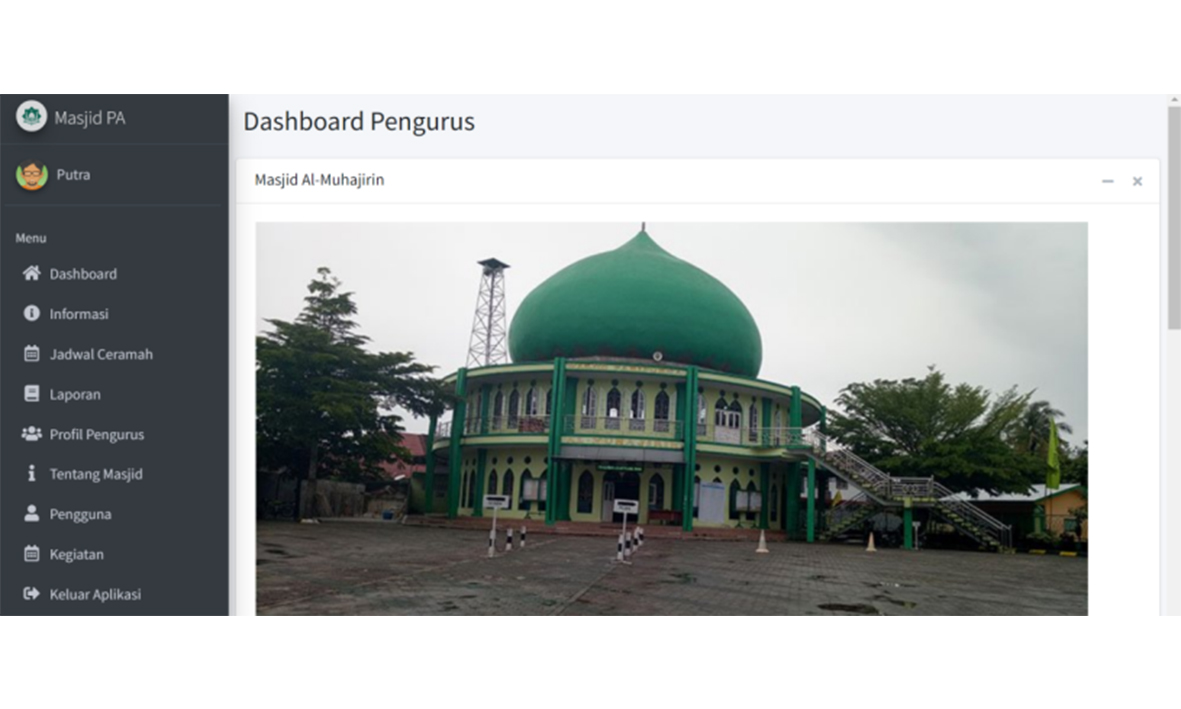 Masjid PA
Putra
Menu
Dashboard
Informasi
Jadwal Ceramah
Laporan
Profil Pengurus
Tentang Masjid
Pengguna
Kegiatan
Keluar Aplikasi
Dashboard Pengurus
Masjid Al-Muhajirin